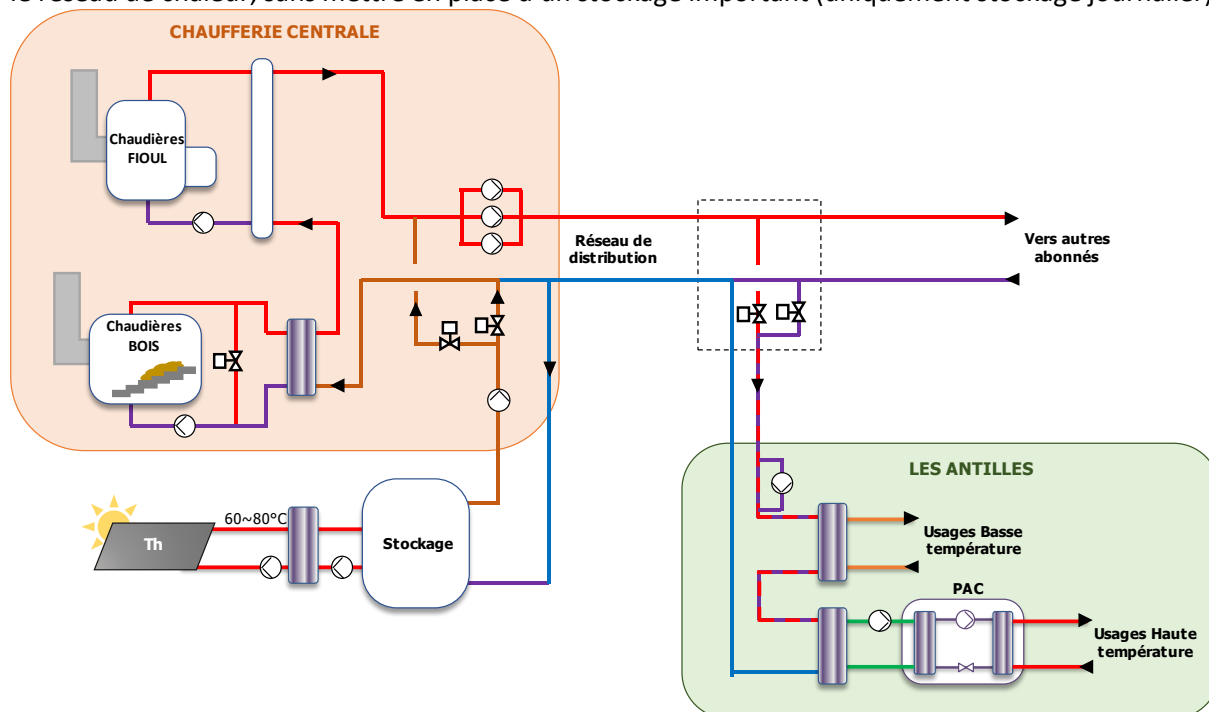 le réseau de chaleur, sans mettre en place d'un stockage important (uniquement stockage journalier)
CHAUFFERIE CENTRALE
Chaudières
FIOUL
Réseau de
distribution
Vers autres
abonnés
Chaudières
BOIS
LES ANTILLES
60~80°C
Th
Stockage
Usages Basse
température
PAC
Usages Haute
température